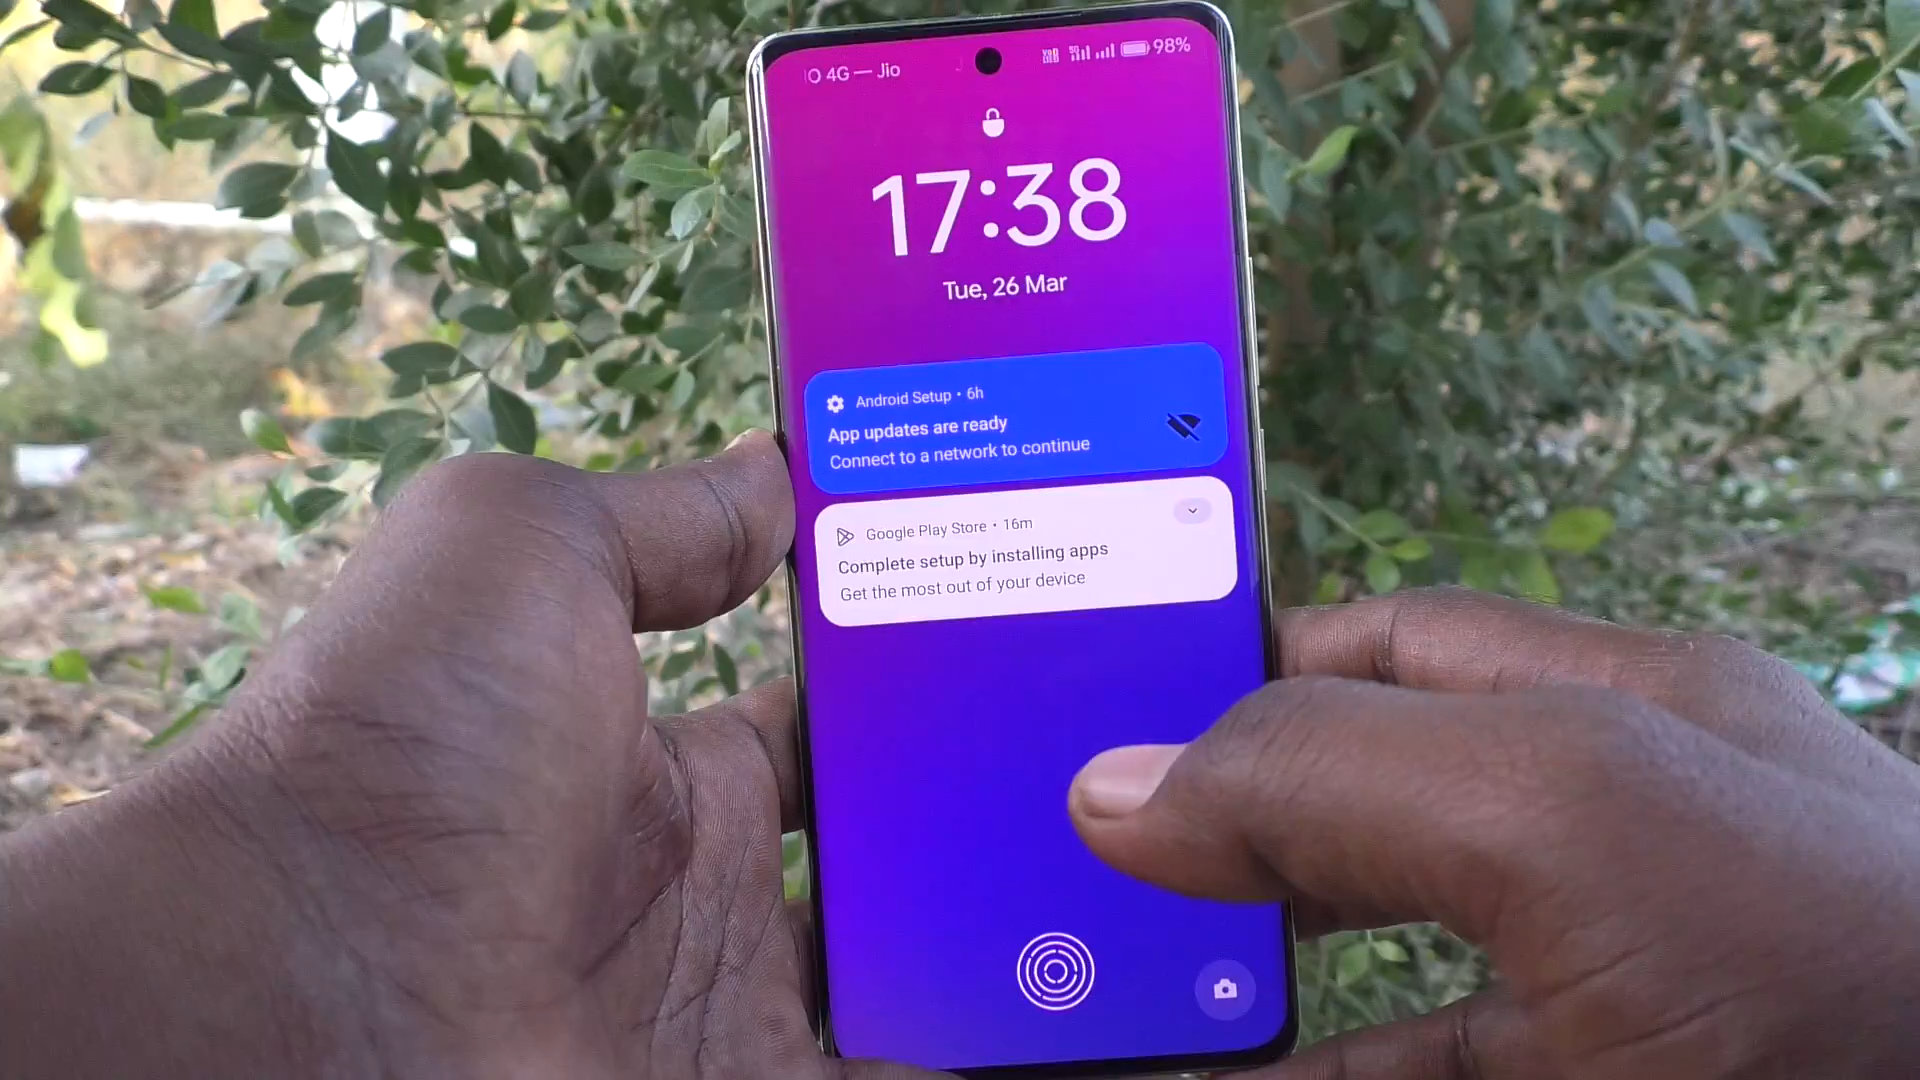 4G — Jio
98%
17:38
Tue, 26 Mar
Android Setup • 6h
App updates are ready
Connect to a network to continue
Google Play Store • 16m
Complete setup by installing apps
Get the most out of your device